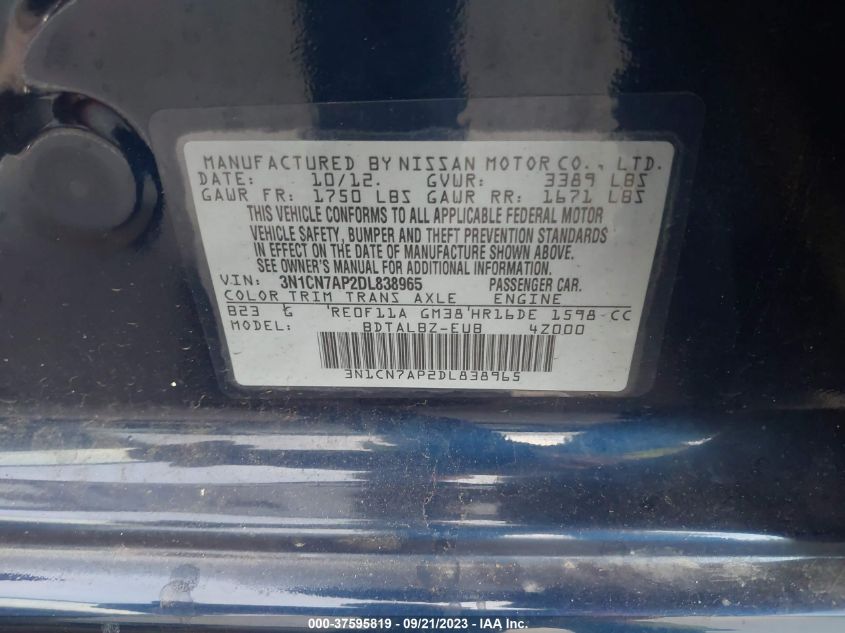 MANUFACTURED BY NISSAN MOTOR CO., LTD.
DATE: 10/12. GVWR: 3389 LBS
GAWR FR: 1750 LBS GAWR RR: 1671 LBS
THIS VEHICLE CONFORMS TO ALL APPLICABLE FEDERAL MOTOR
VEHICLE SAFETY, BUMPER AND THEFT PREVENTION STANDARDS
IN EFFECT ON THE DATE OF MANUFACTURE SHOWN ABOVE.
SEE OWNER'S MANUAL FOR ADDITIONAL INFORMATION.
VIN: 3N1CN7AP2DL838965 PASSENGER CAR.
COLOR TRIM TRANS AXLE ENGINE
B23 G RE0F11A GM38 HR16DE 1598-CC
MODEL: BDTALBZ-EUB 4Z000
3N1CN7AP2DL838965
000-37595819 - 09/21/2023 - IAAI.COM